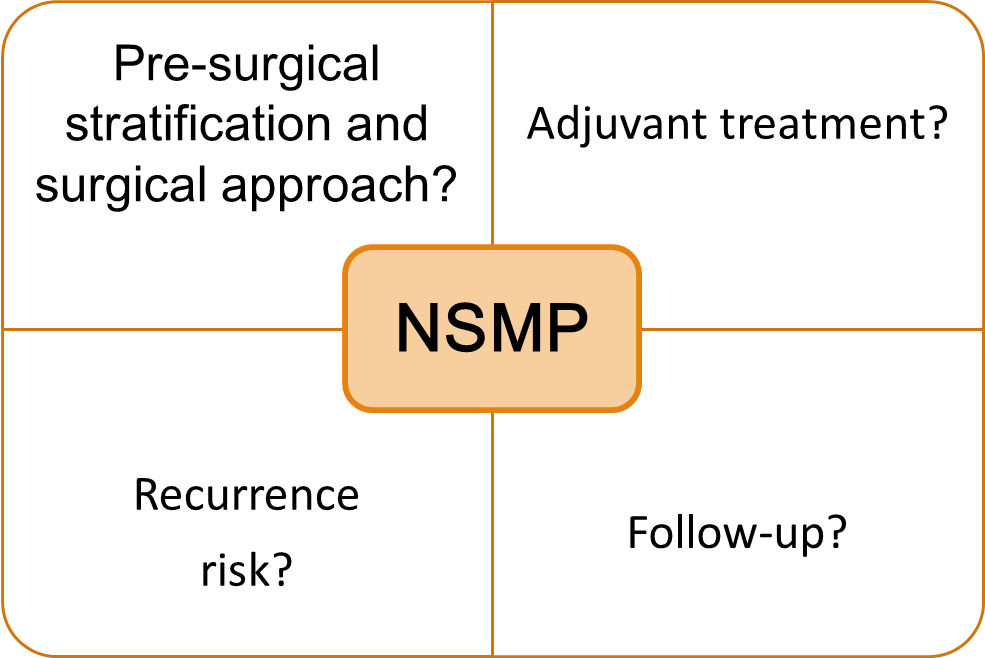 Pre-surgical
stratification and
surgical approach?
Adjuvant treatment?
NSMP
Recurrence
risk?
Follow-up?